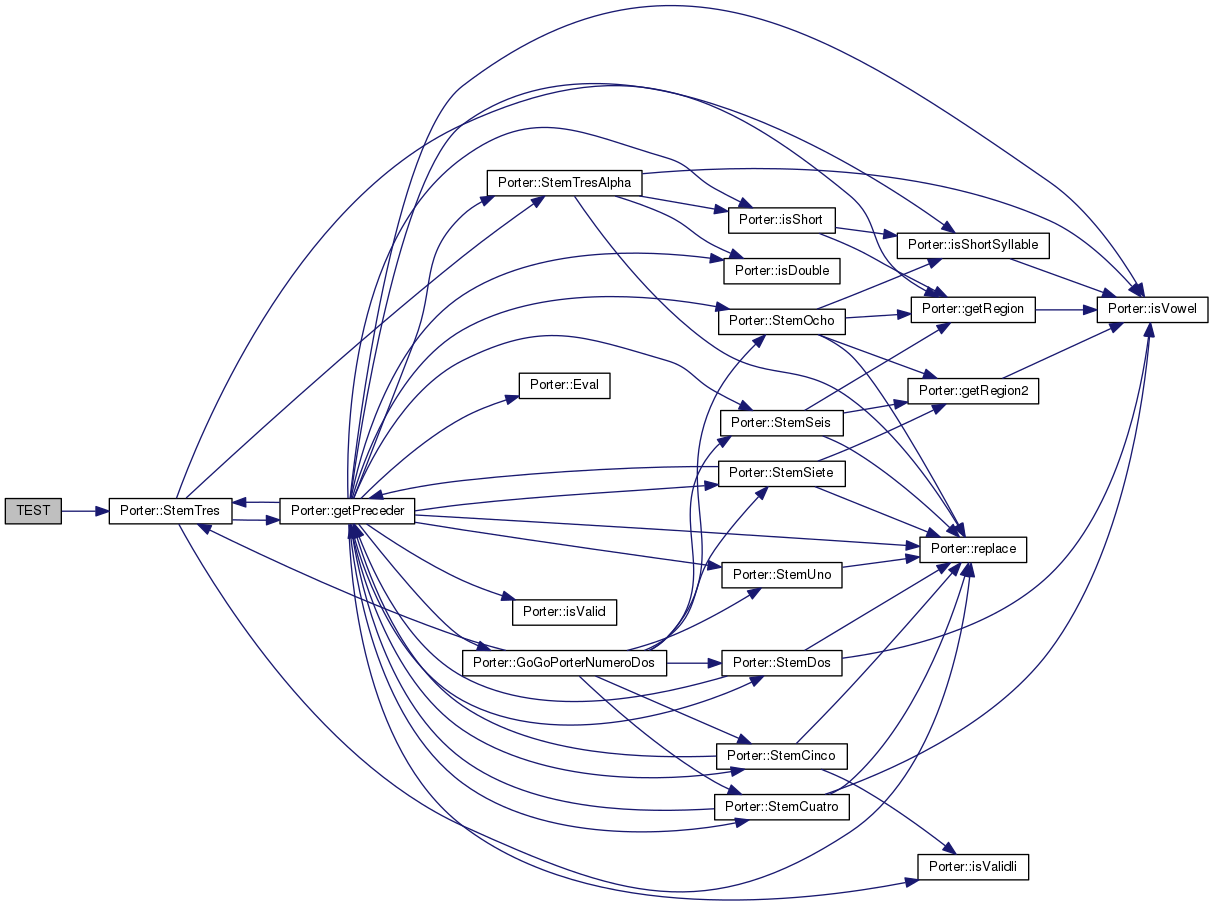 Porter::StemTresAlpha
Porter::isShort
Porter::isShortSyllable
Porter::isDouble
Porter::getRegion
Porter::isVowel
Porter::StemOcho
Porter::Eval
Porter::getRegion2
Porter::StemSeis
Porter::StemSiete
TEST
Porter::StemTres
Porter::getPreceder
Porter::replace
Porter::StemUno
Porter::isValid
Porter::GoGoPorterNumeroDos
Porter::StemDos
Porter::StemCinco
Porter::StemCuatro
Porter::isValidli